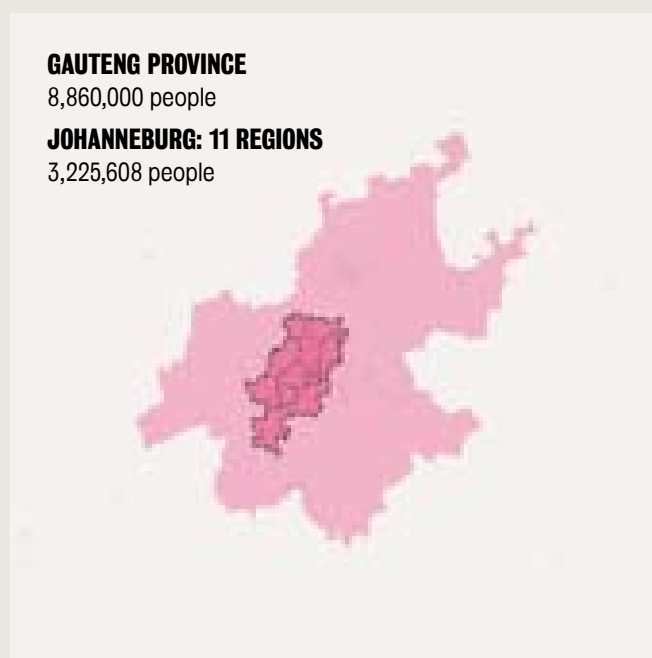 GAUTENG PROVINCE
8,860,000 people
JOHANNEBURG: 11 REGIONS
3,225,608 people